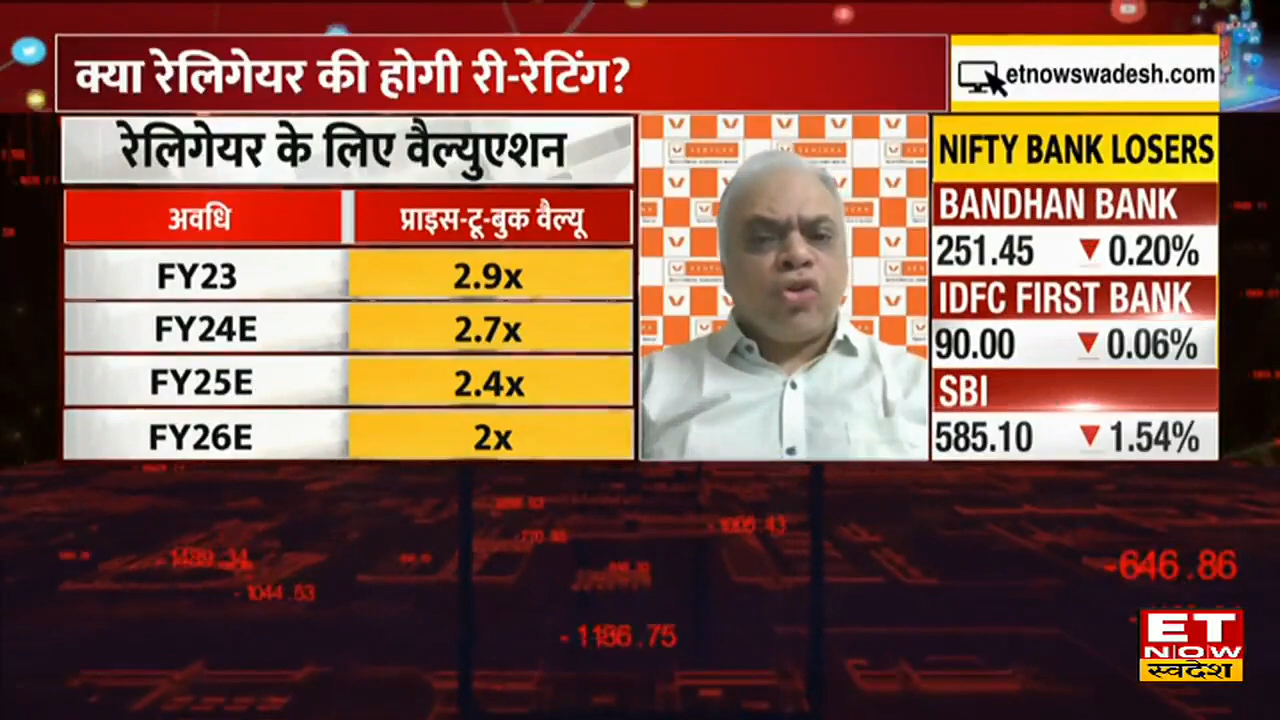 क्या रेलिगेयर की होगी री-रेटिंग?
etnowswadesh.com
रेलिगेयर के लिए वैल्युएशन
अवधि प्राइस-टू-बुक वैल्यू
FY23 2.9x
FY24E 2.7x
FY25E 2.4x
FY26E 2x
NIFTY BANK LOSERS
BANDHAN BANK
251.45 ▼ 0.20%
IDFC FIRST BANK
90.00 ▼ 0.06%
SBI
585.10 ▼ 1.54%
-646.86
-1044.53
-1186.75
ET
NOW
स्वदेश